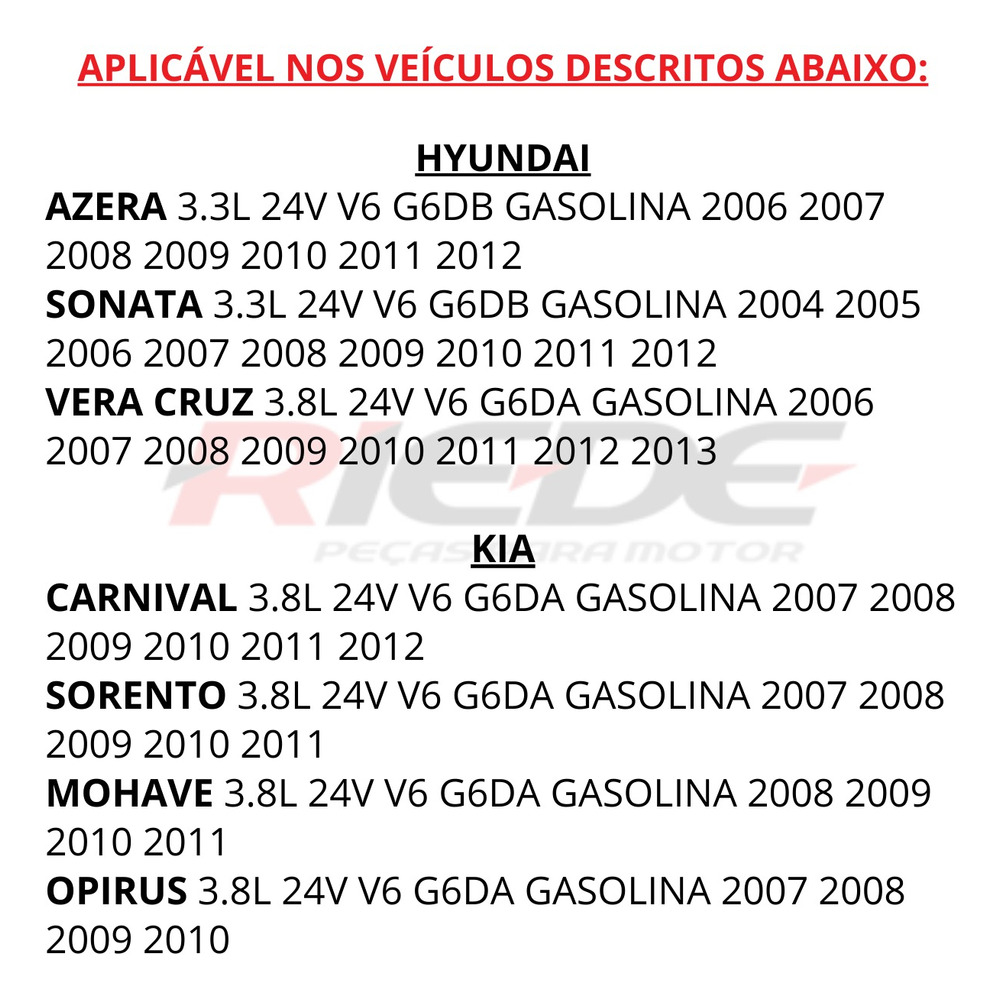 APLICÁVEL NOS VEÍCULOS DESCRITOS ABAIXO:
HYUNDAI
AZERA 3.3L 24V V6 G6DB GASOLINA 2006 2007
2008 2009 2010 2011 2012
SONATA 3.3L 24V V6 G6DB GASOLINA 2004 2005
2006 2007 2008 2009 2010 2011 2012
VERA CRUZ 3.8L 24V V6 G6DA GASOLINA 2006
2007 2008 2009 2010 2011 2012 2013
RIEDE
PEÇAS PARA MOTOR
KIA
CARNIVAL 3.8L 24V V6 G6DA GASOLINA 2007 2008
2009 2010 2011 2012
SORENTO 3.8L 24V V6 G6DA GASOLINA 2007 2008
2009 2010 2011
MOHAVE 3.8L 24V V6 G6DA GASOLINA 2008 2009
2010 2011
OPIRUS 3.8L 24V V6 G6DA GASOLINA 2007 2008
2009 2010